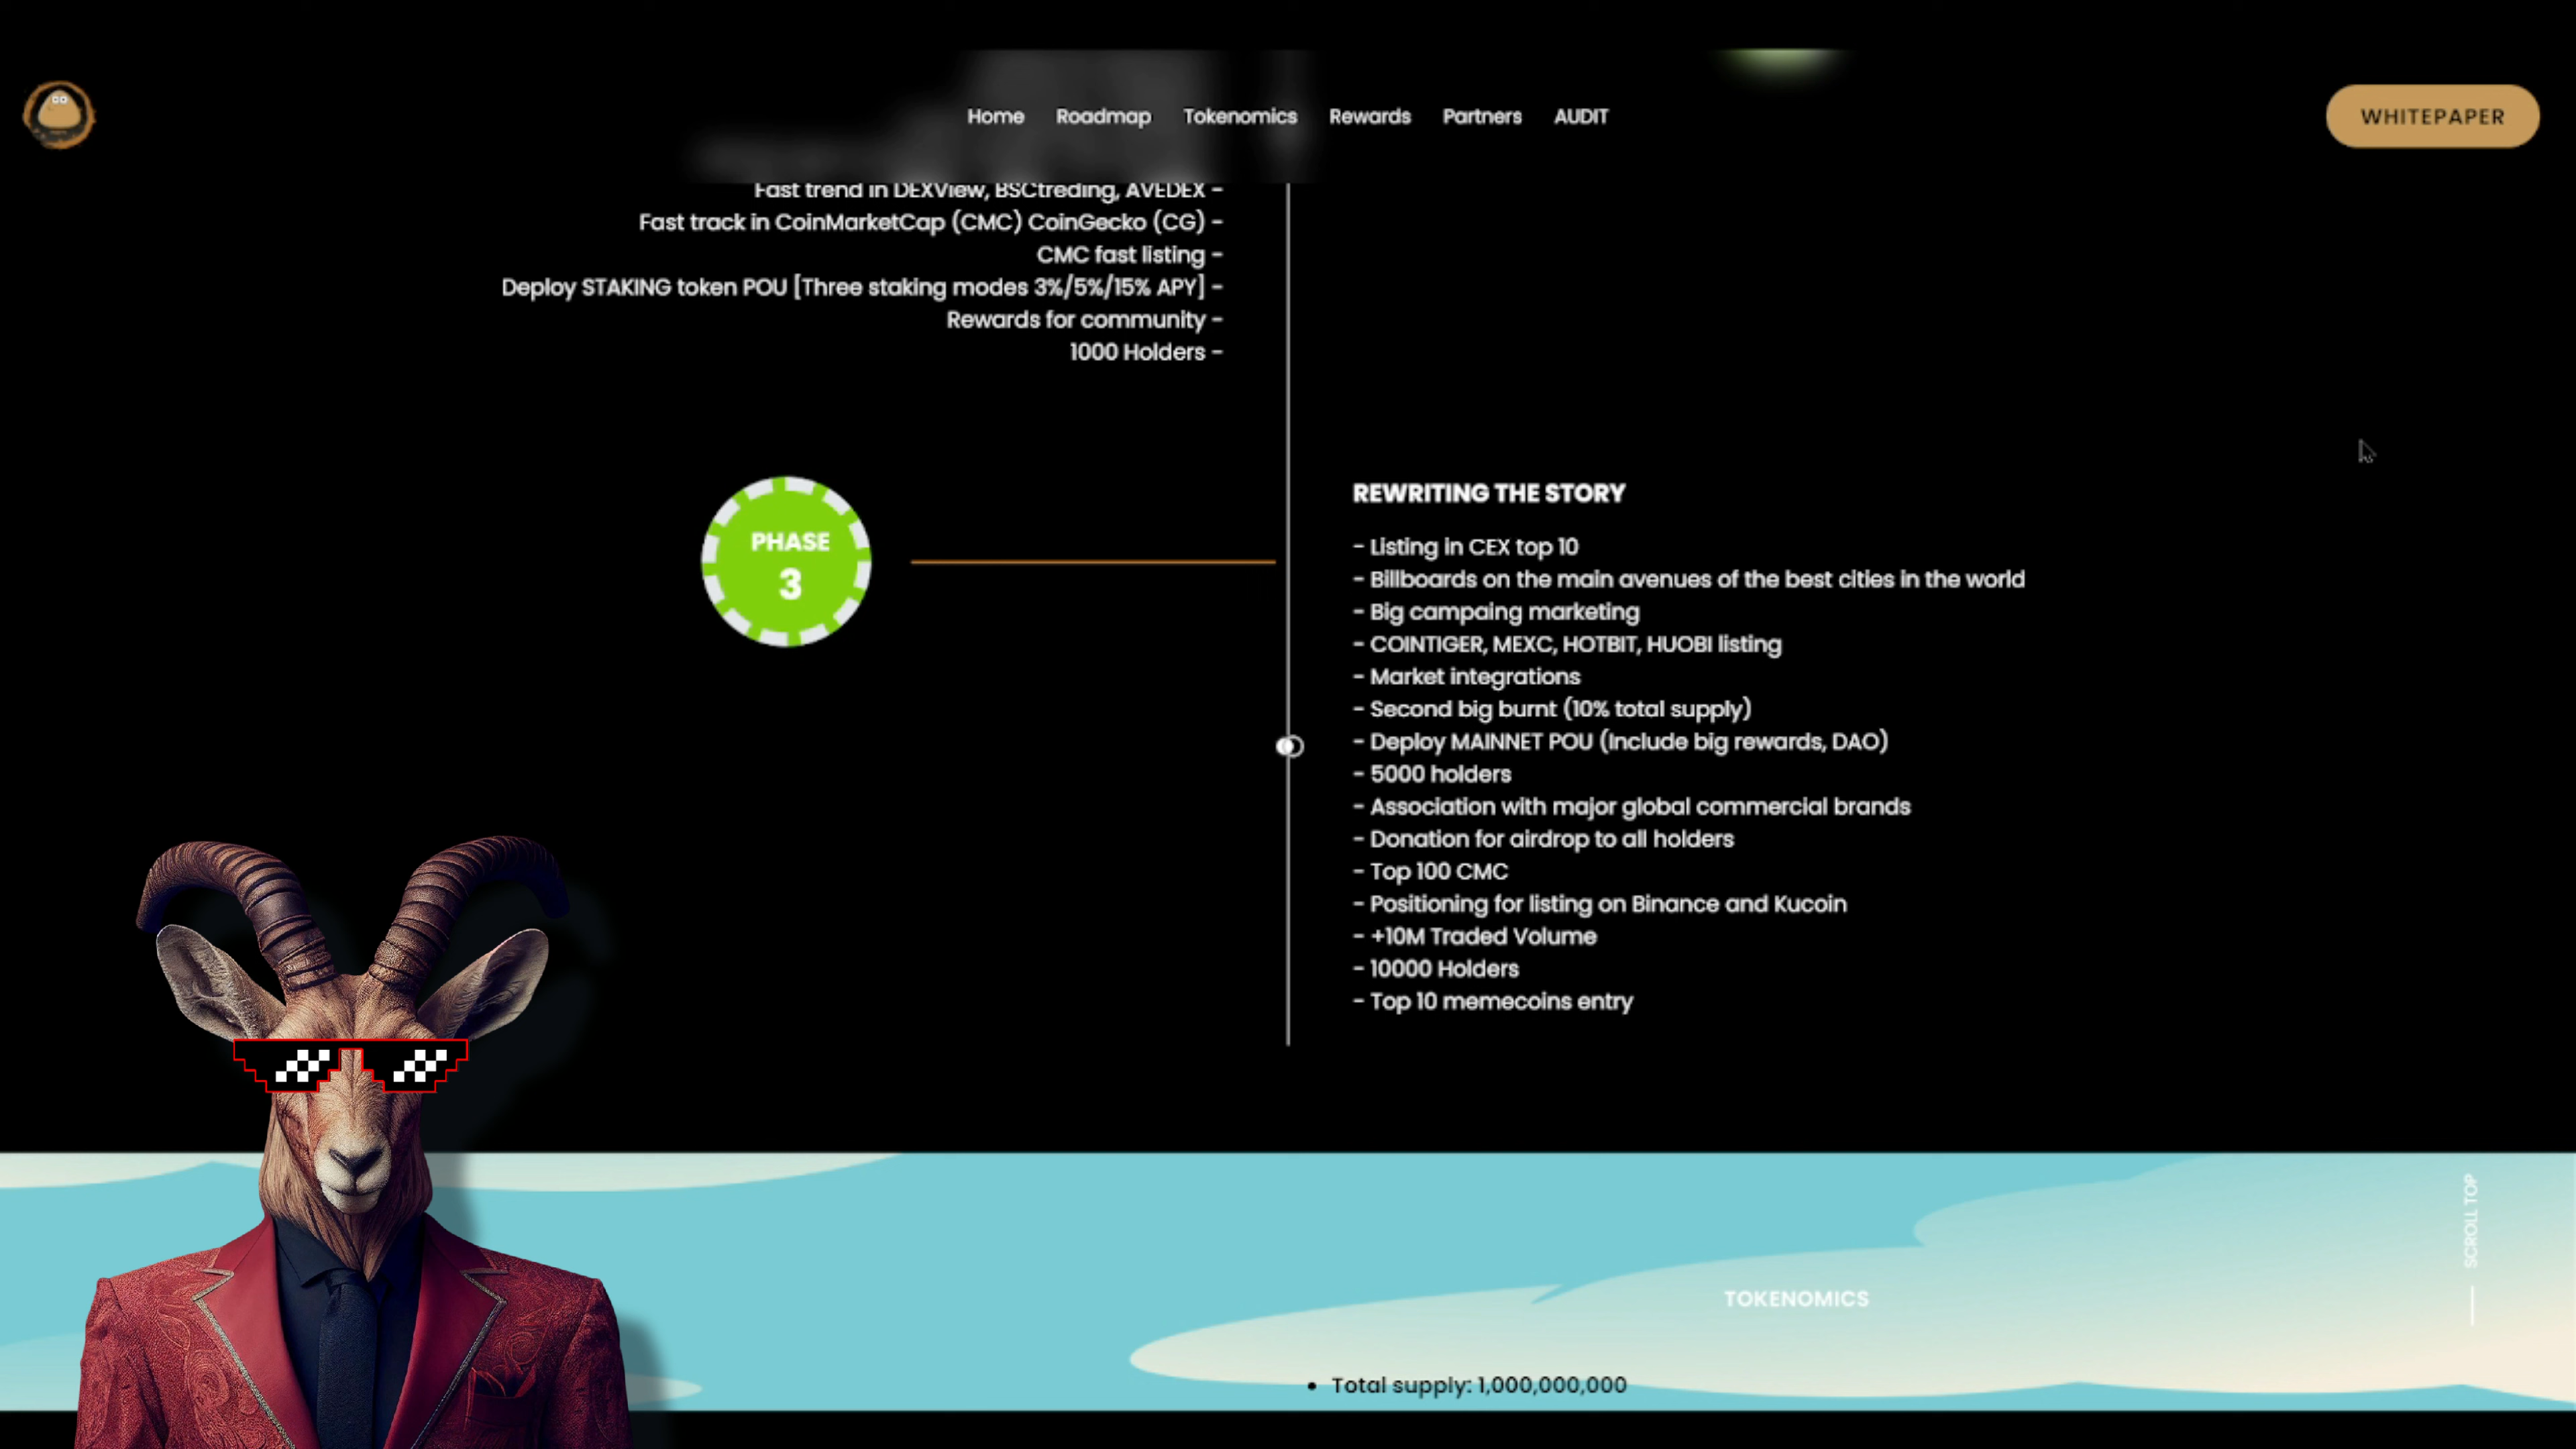 Home Roadmap Tokenomics Rewards Partners AUDIT
WHITEPAPER
Fast trend in DEXView, BSCtreding, AVEDEX -
Fast track in CoinMarketCap (CMC) CoinGecko (CG) -
CMC fast listing -
Deploy STAKING token POU [Three staking modes 3%/5%/15% APY] -
Rewards for community -
1000 Holders -
PHASE
3
REWRITING THE STORY
- Listing in CEX top 10
- Billboards on the main avenues of the best cities in the world
- Big campaing marketing
- COINTIGER, MEXC, HOTBIT, HUOBI listing
- Market integrations
- Second big burnt (10% total supply)
- Deploy MAINNET POU (Include big rewards, DAO)
- 5000 holders
- Association with major global commercial brands
- Donation for airdrop to all holders
- Top 100 CMC
- Positioning for listing on Binance and Kucoin
- +10M Traded Volume
- 10000 Holders
- Top 10 memecoins entry
SCROLL TOP
TOKENOMICS
• Total supply: 1,000,000,000